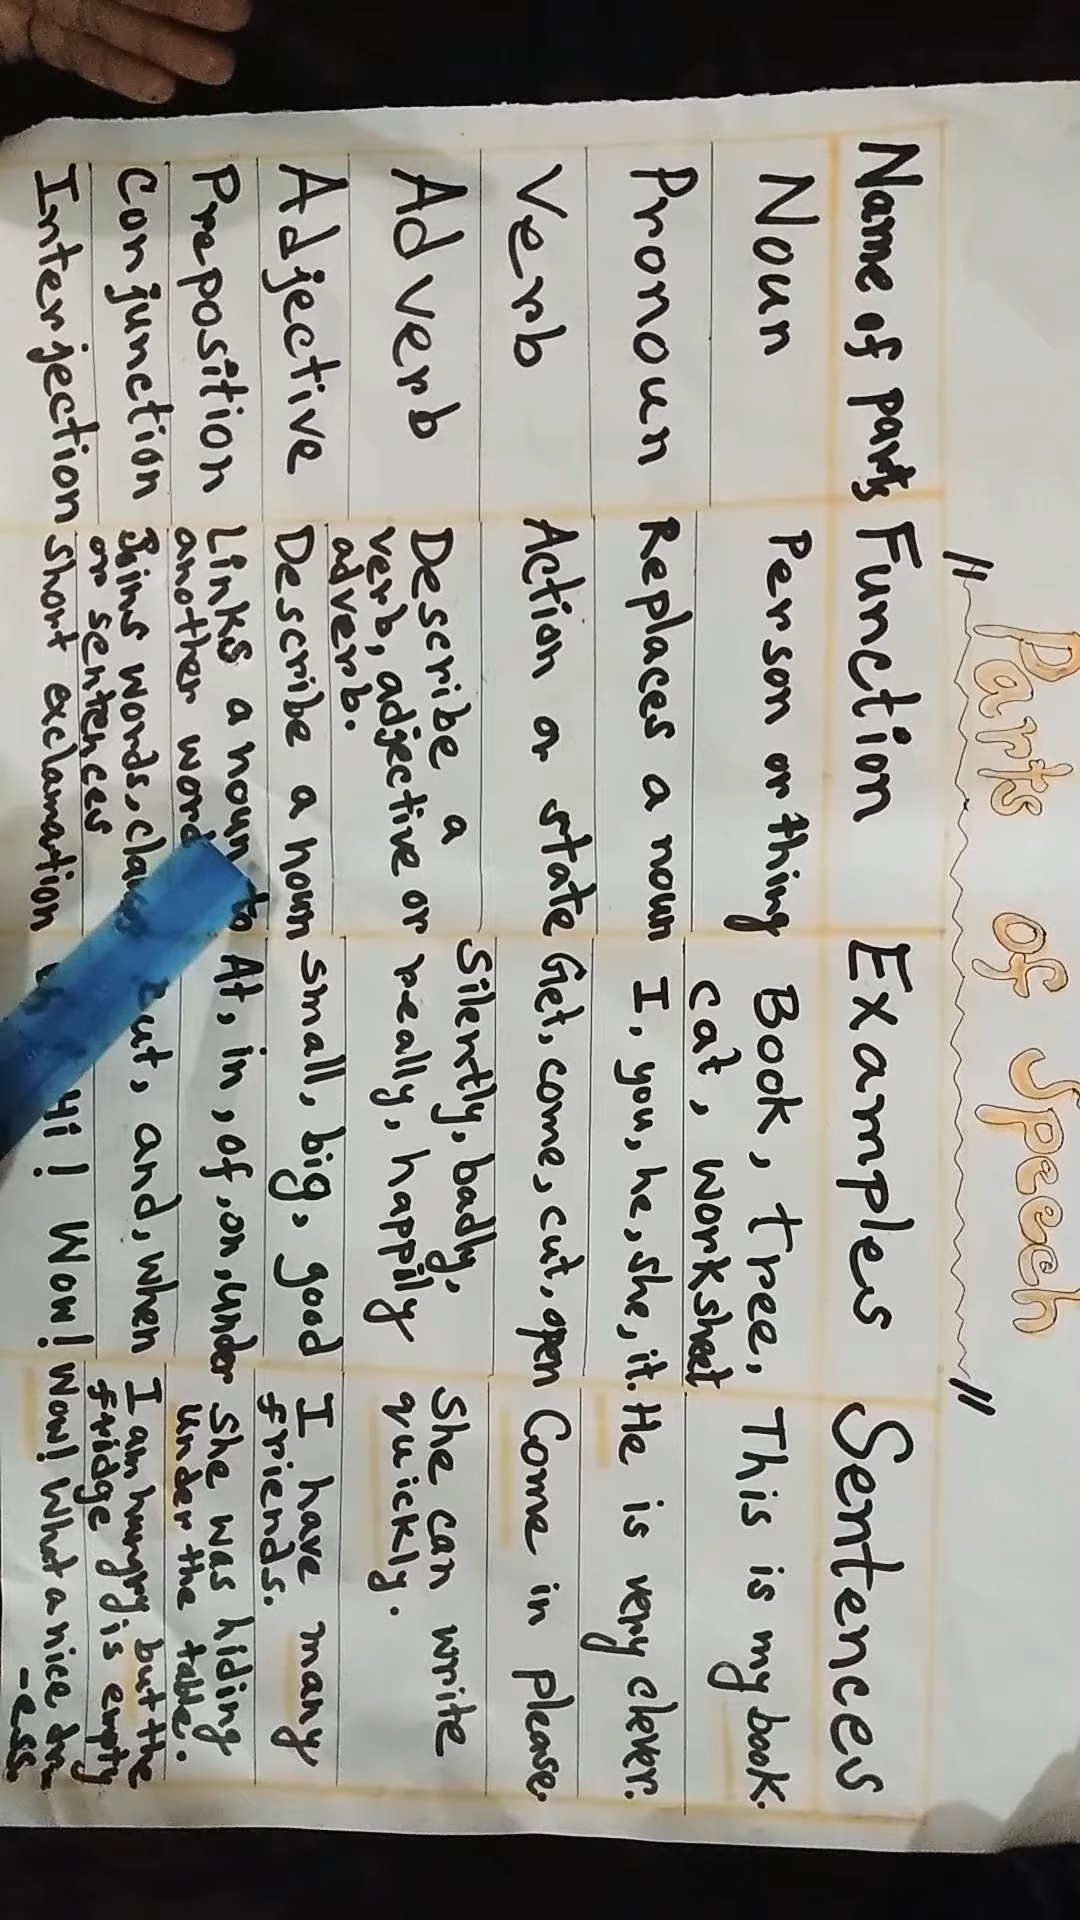 Parts of Speech
Name of parts Function Examples Sentences
Noun Person or thing Book, tree, This is my book.
cat, worksheet
Pronoun Replaces a noun I, you, he, she, it. He is very clever.
Verb Action or state Get, come, cut, open Come in please.
Adverb Describe a Silently, badly, She can write
verb, adjective or really, happily quickly.
adverb.
Adjective Describe a noun small, big, good I have many
friends.
Preposition Links a noun to At, in, of, on, under She was hiding
another word under the table.
Conjunction Joins words, but, and, when I am hungry but the
or sentences fridge is empty
Interjection short exclamation Hi! Wow! Wow! What a nice dr-
-ess